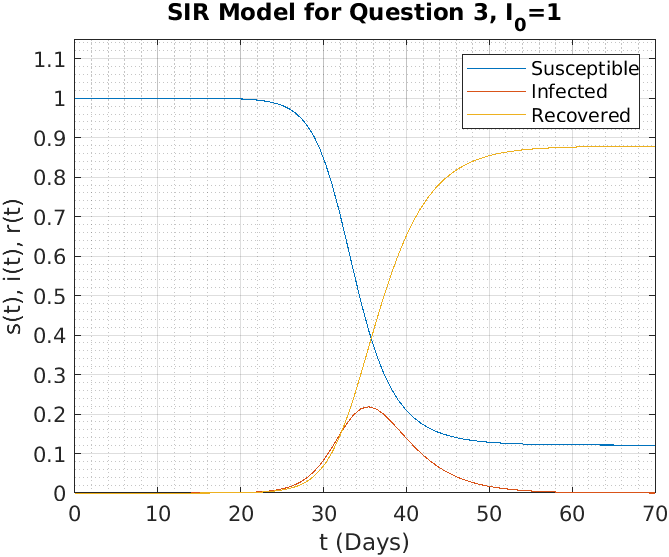 SIR Model for Question 3, I₀=1
Susceptible
Infected
Recovered
s(t), i(t), r(t)
1.1
1
0.9
0.8
0.7
0.6
0.5
0.4
0.3
0.2
0.1
0
0 10 20 30 40 50 60 70
t (Days)